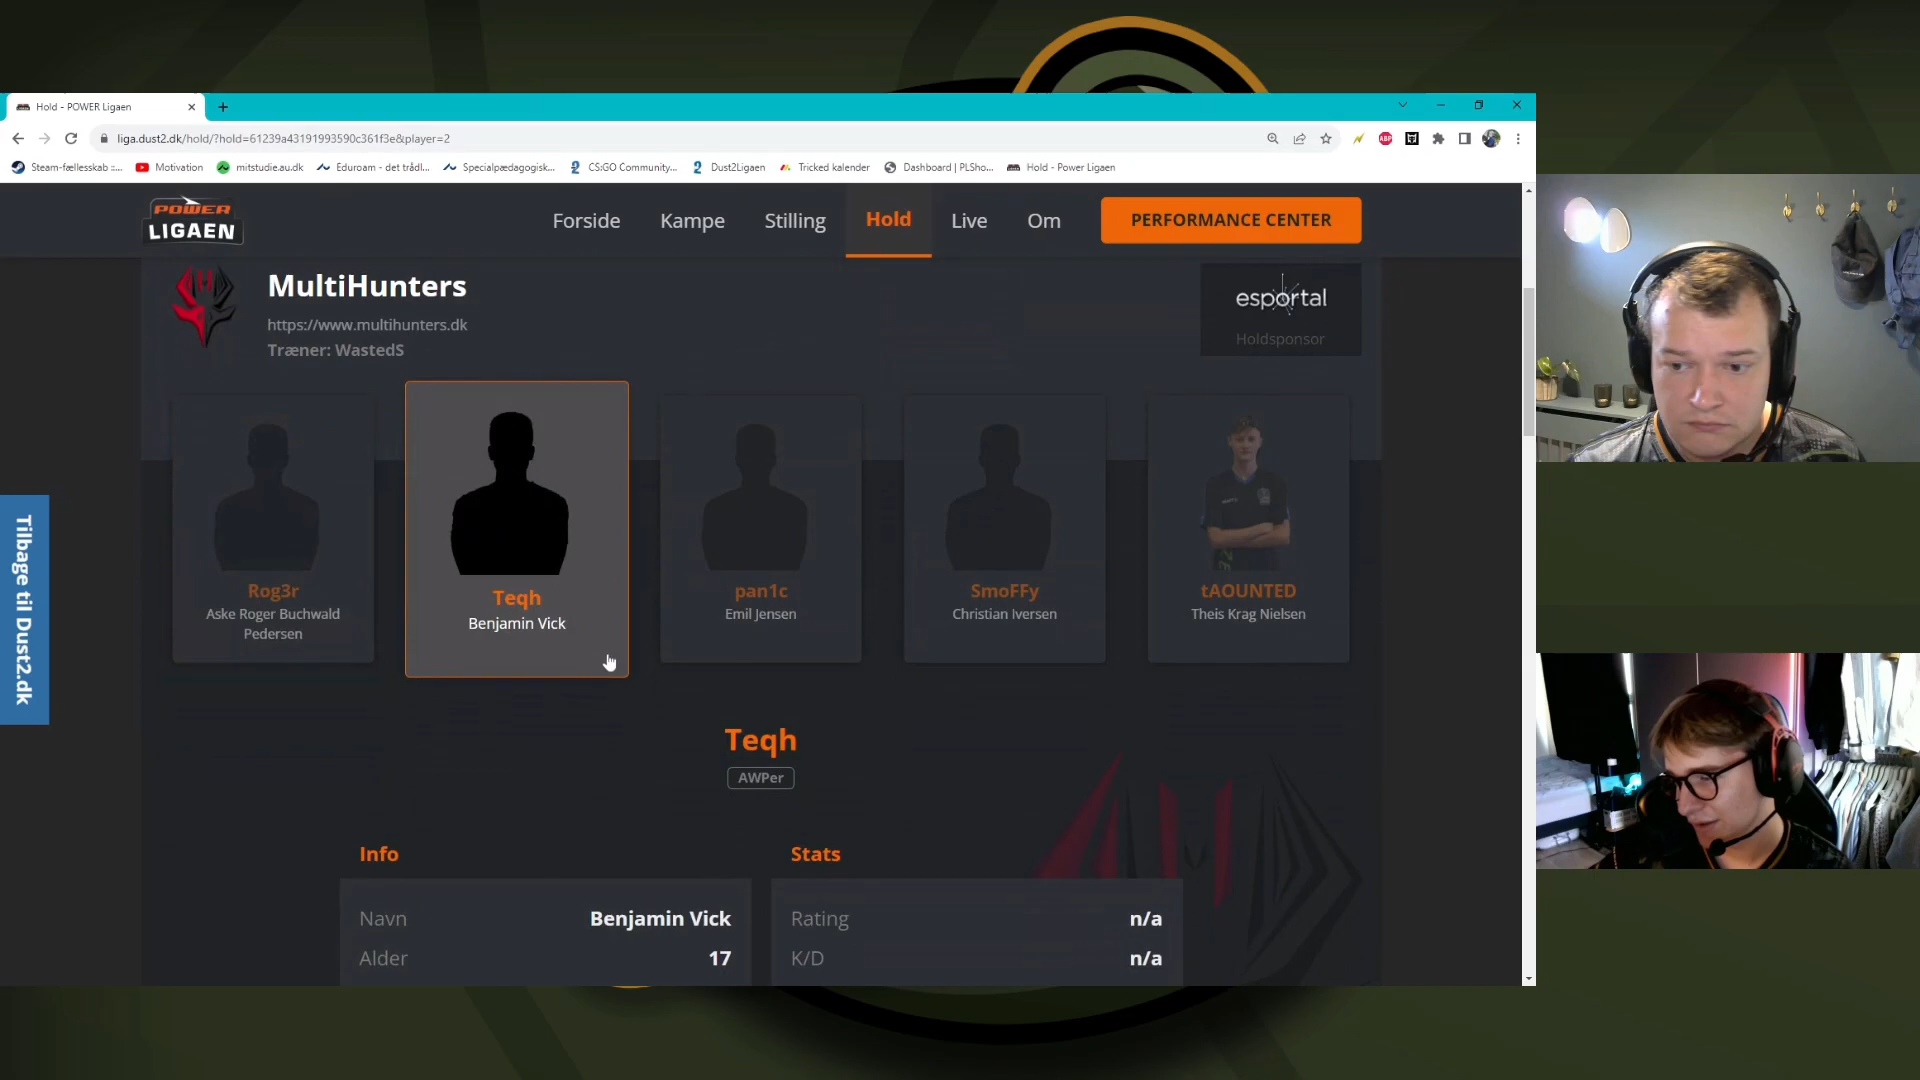 Hold - POWER Ligaen
liga.dust2.dk/hold/?hold=61239a43191993590c361f3e&player=2
ABP
Steam-fællesskab ::...
Motivation
mitstudie.au.dk
Eduroam - det trådl...
Specialpædagogisk...
CS:GO Community...
Dust2Ligaen
Tricked kalender
Dashboard | PLSho...
Hold - Power Ligaen
POWER
LIGAEN
Forside
Kampe
Stilling
Hold
Live
Om
PERFORMANCE CENTER
MultiHunters
https://www.multihunters.dk
Træner: WastedS
esportal
Holdsponsor
Rog3r
Aske Roger Buchwald
Pedersen
Teqh
Benjamin Vick
pan1c
Emil Jensen
SmoFFy
Christian Iversen
tAOUNTED
Theis Krag Nielsen
Tilbage til Dust2.dk
Teqh
AWPer
Info
Navn Benjamin Vick
Alder 17
Stats
Rating n/a
K/D n/a